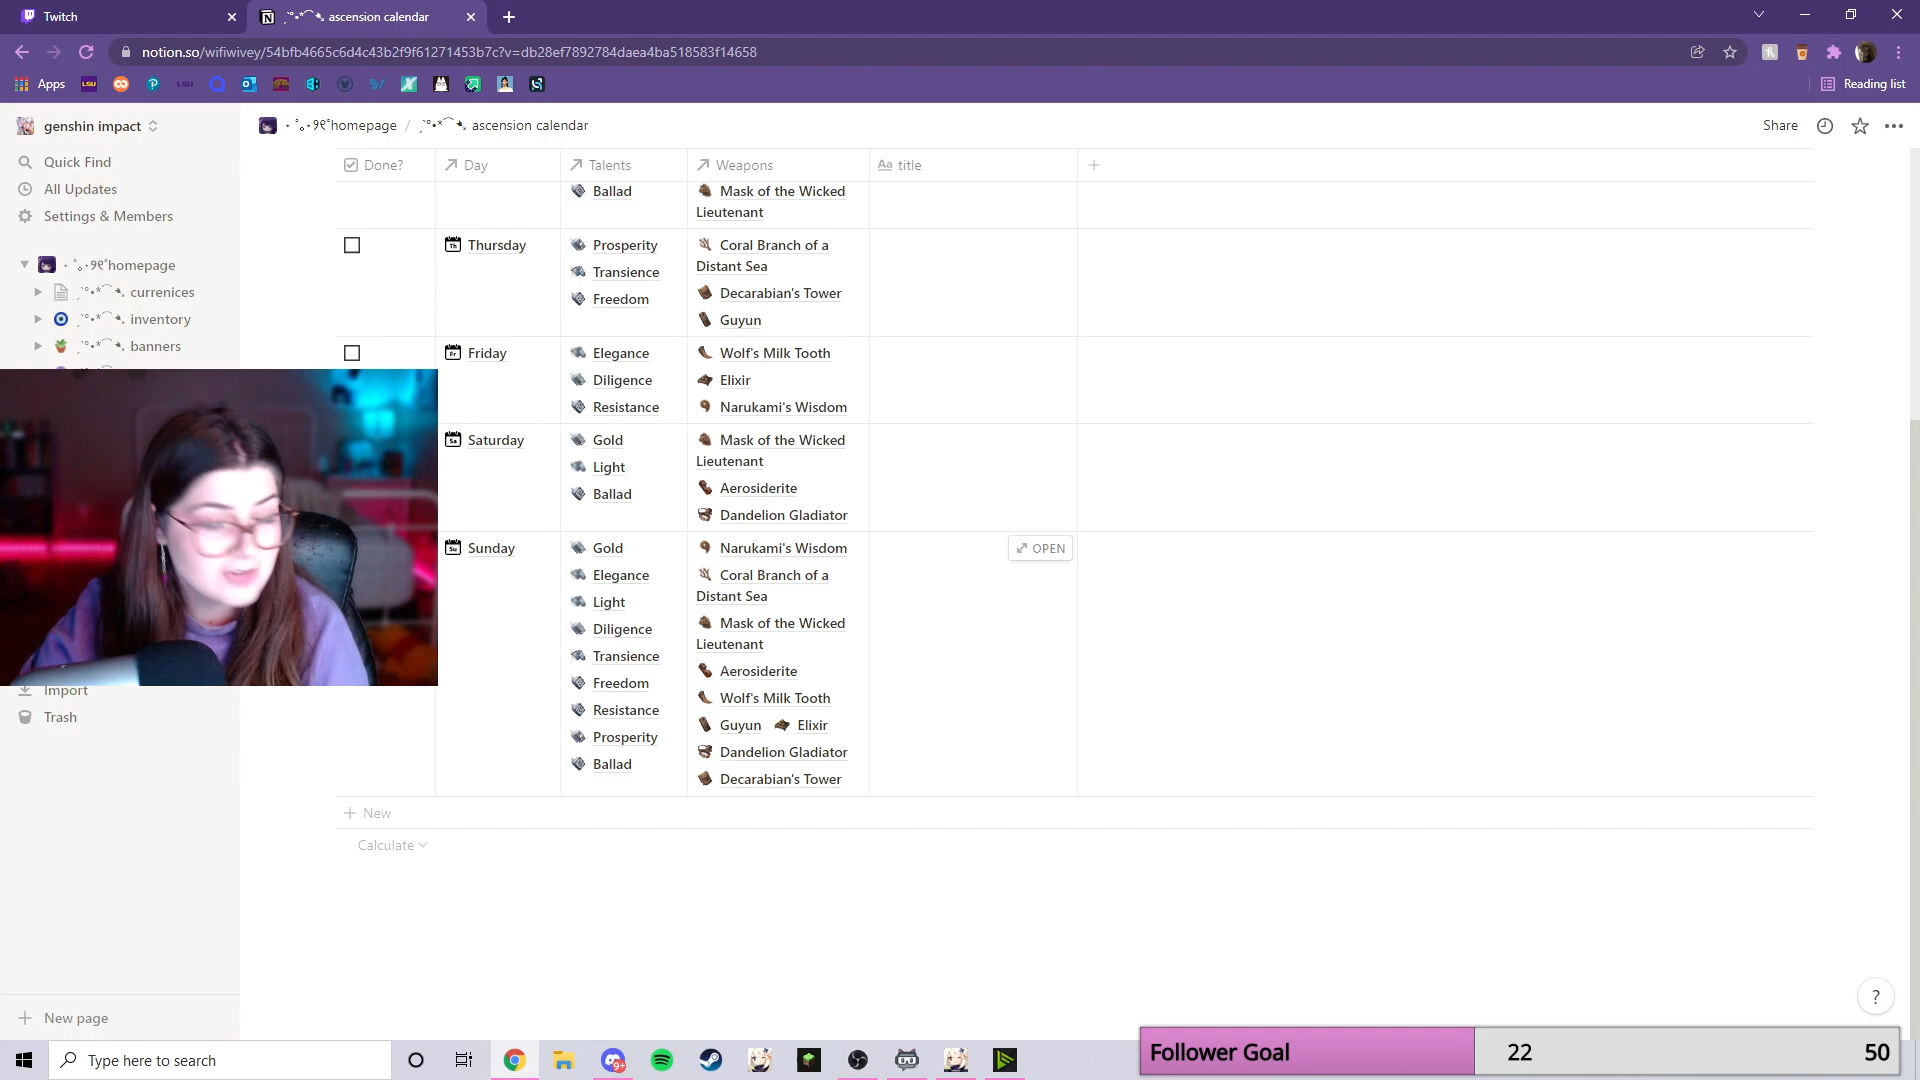 Twitch
ascension calendar
notion.so/wifiwivey/54bfb4665c6d4c43b2f9f61271453b7c?v=db28ef7892784daea4ba518583f14658
Apps
LSU
LSU
Reading list
genshin impact
homepage / ascension calendar
Share
Quick Find
All Updates
Settings & Members
homepage
currenices
inventory
banners
Import
Trash
New page
Done? Day Talents Weapons Aa title
Ballad
Mask of the Wicked
Lieutenant
Thursday
Prosperity
Transience
Freedom
Coral Branch of a
Distant Sea
Decarabian's Tower
Guyun
Friday
Elegance
Diligence
Resistance
Wolf's Milk Tooth
Elixir
Narukami's Wisdom
Saturday
Gold
Light
Ballad
Mask of the Wicked
Lieutenant
Aerosiderite
Dandelion Gladiator
Sunday
Gold
Elegance
Light
Diligence
Transience
Freedom
Resistance
Prosperity
Ballad
Narukami's Wisdom
Coral Branch of a
Distant Sea
Mask of the Wicked
Lieutenant
Aerosiderite
Wolf's Milk Tooth
Guyun Elixir
Dandelion Gladiator
Decarabian's Tower
OPEN
New
Calculate
?
Type here to search
9+
Follower Goal 22 50